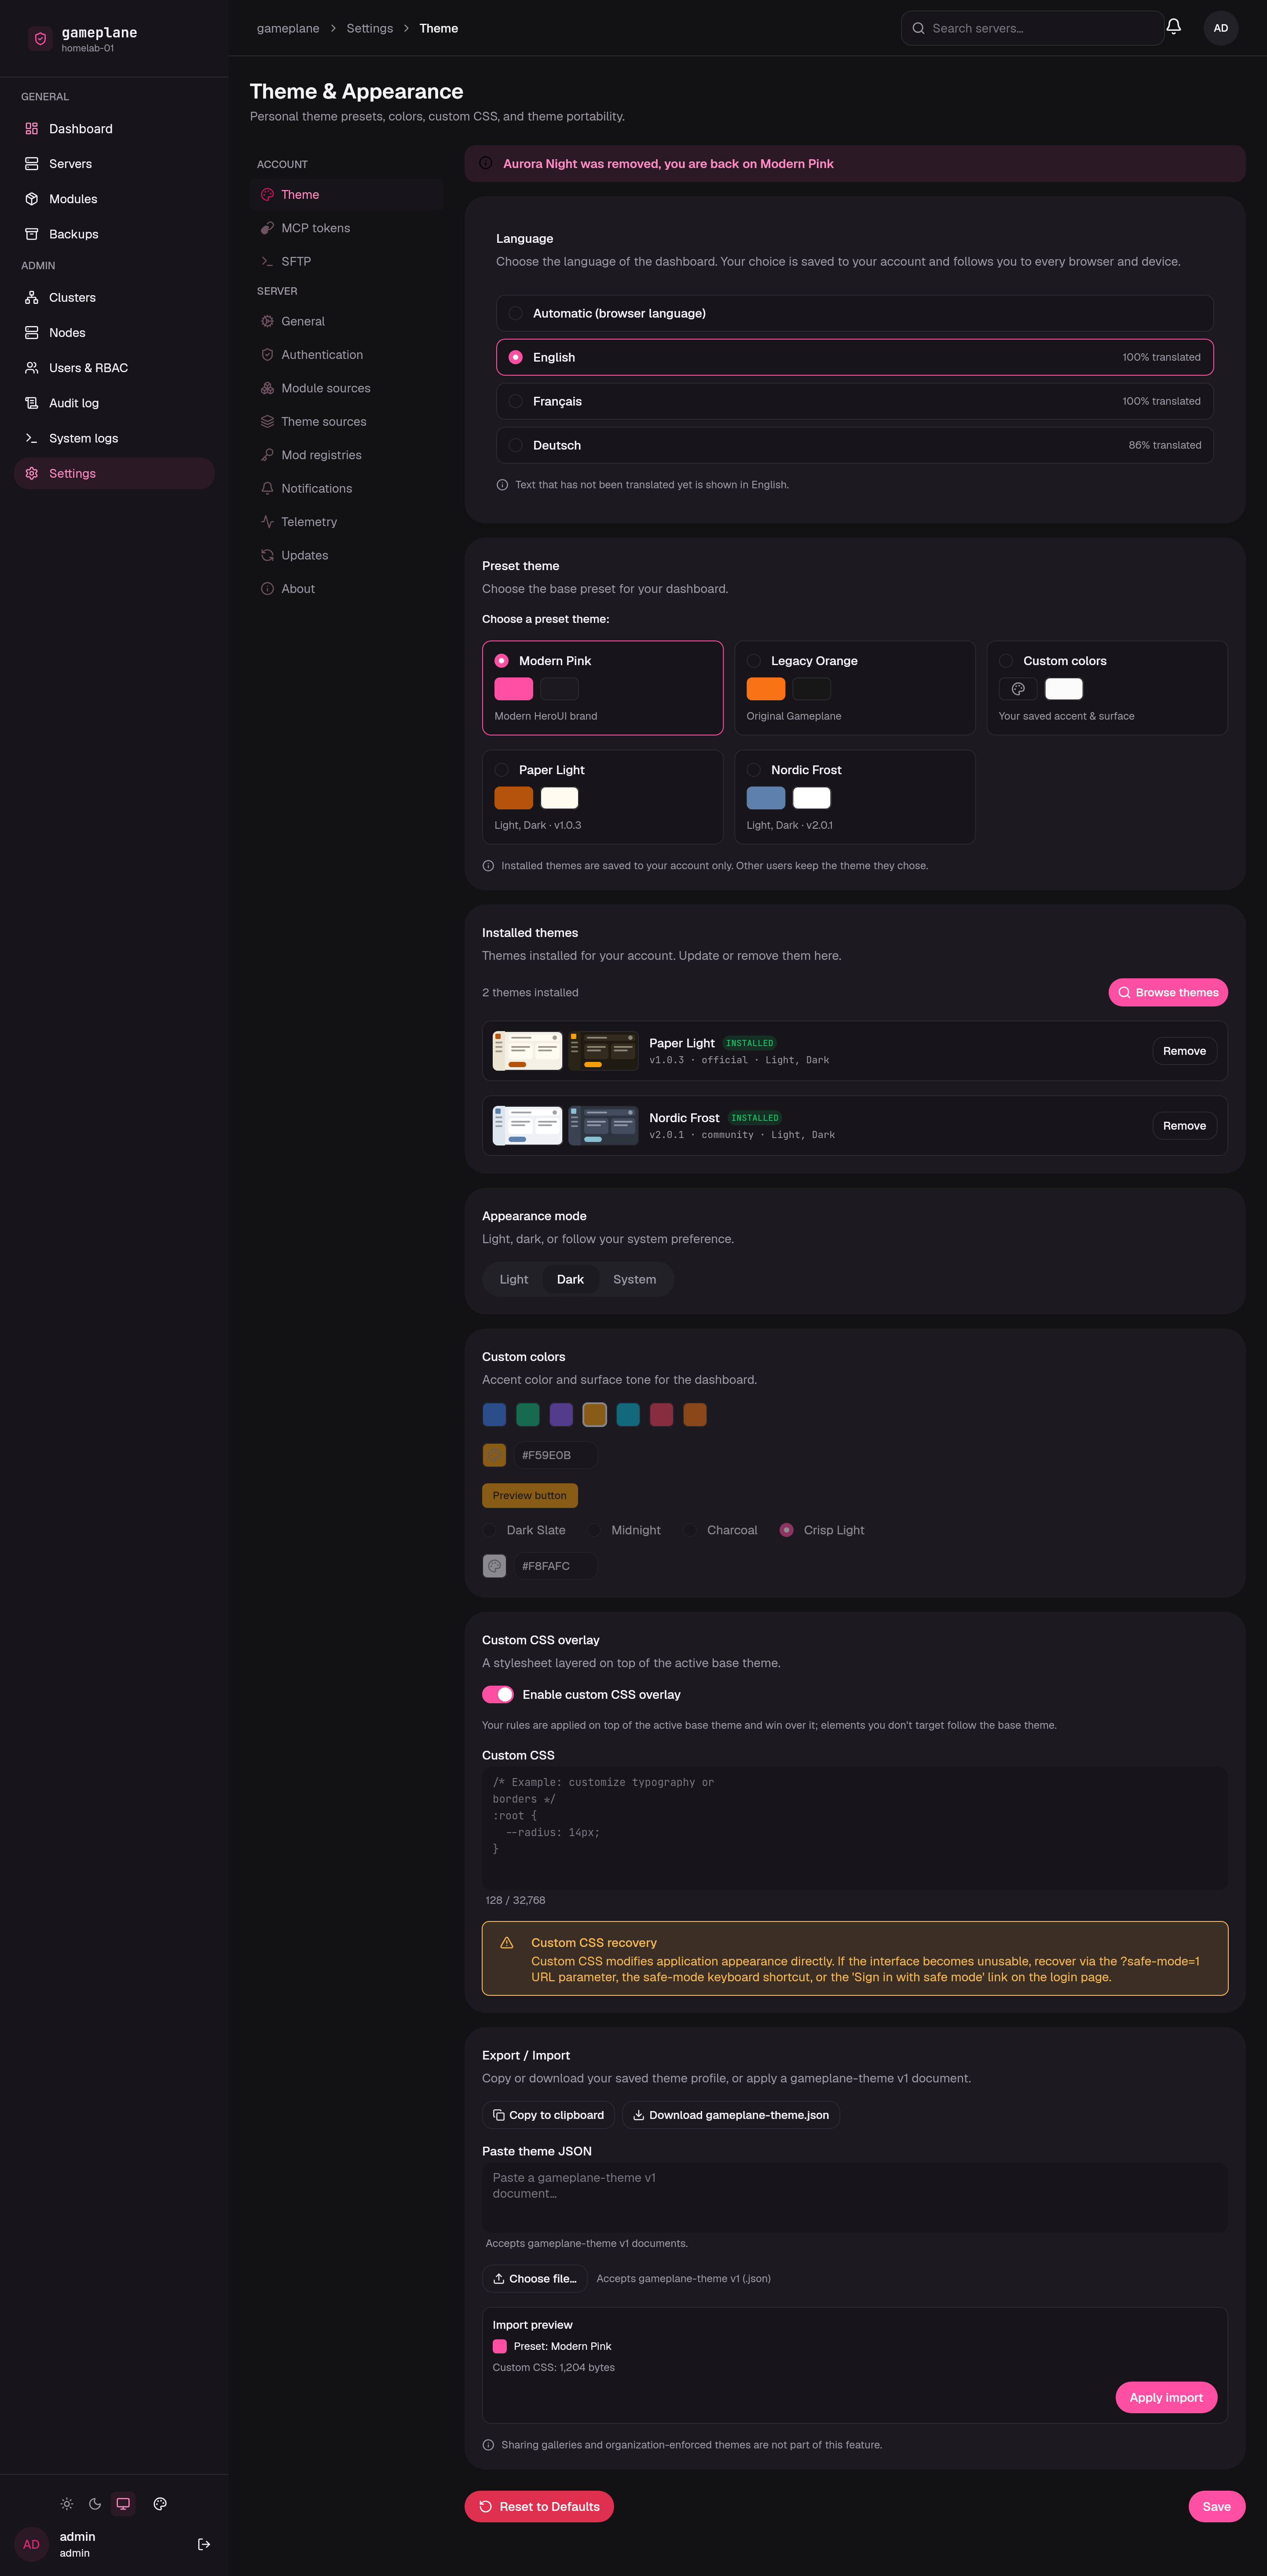 gameplane
homelab-01
GENERAL
Dashboard
Servers
Modules
Backups
ADMIN
Clusters
Nodes
Users & RBAC
Audit log
System logs
Settings
admin
admin
AD
gameplane > Settings > Theme
Search servers...
AD
Theme & Appearance
Personal theme presets, colors, custom CSS, and theme portability.
ACCOUNT
Theme
MCP tokens
SFTP
SERVER
General
Authentication
Module sources
Theme sources
Mod registries
Notifications
Telemetry
Updates
About
Aurora Night was removed, you are back on Modern Pink
Language
Choose the language of the dashboard. Your choice is saved to your account and follows you to every browser and device.
Automatic (browser language)
English 100% translated
Français 100% translated
Deutsch 86% translated
Text that has not been translated yet is shown in English.
Preset theme
Choose the base preset for your dashboard.
Choose a preset theme:
Modern Pink
Modern HeroUI brand
Legacy Orange
Original Gameplane
Custom colors
Your saved accent & surface
Paper Light
Light, Dark · v1.0.3
Nordic Frost
Light, Dark · v2.0.1
Installed themes are saved to your account only. Other users keep the theme they chose.
Installed themes
Themes installed for your account. Update or remove them here.
2 themes installed
Browse themes
Paper Light INSTALLED
v1.0.3 · official · Light, Dark
Remove
Nordic Frost INSTALLED
v2.0.1 · community · Light, Dark
Remove
Appearance mode
Light, dark, or follow your system preference.
Light Dark System
Custom colors
Accent color and surface tone for the dashboard.
#F59E0B
Preview button
Dark Slate Midnight Charcoal Crisp Light
#F8FAFC
Custom CSS overlay
A stylesheet layered on top of the active base theme.
Enable custom CSS overlay
Your rules are applied on top of the active base theme and win over it; elements you don't target follow the base theme.
Custom CSS
/* Example: customize typography or
borders */
:root {
--radius: 14px;
}
128 / 32,768
Custom CSS recovery
Custom CSS modifies application appearance directly. If the interface becomes unusable, recover via the ?safe-mode=1
URL parameter, the safe-mode keyboard shortcut, or the 'Sign in with safe mode' link on the login page.
Export / Import
Copy or download your saved theme profile, or apply a gameplane-theme v1 document.
Copy to clipboard
Download gameplane-theme.json
Paste theme JSON
Paste a gameplane-theme v1
document...
Accepts gameplane-theme v1 documents.
Choose file...
Accepts gameplane-theme v1 (.json)
Import preview
Preset: Modern Pink
Custom CSS: 1,204 bytes
Apply import
Sharing galleries and organization-enforced themes are not part of this feature.
Reset to Defaults
Save